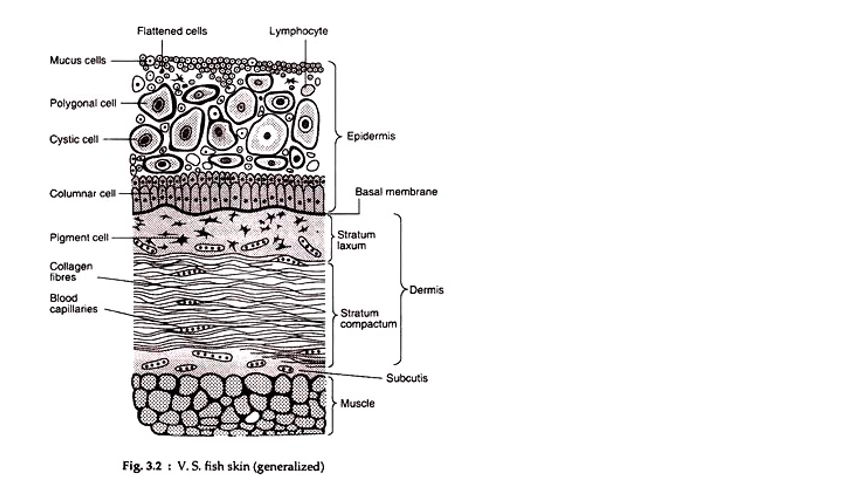 Flattened cells
Lymphocyte
Mucus cells
Polygonal cell
Cystic cell
Epidermis
Columnar cell
Basal membrane
Pigment cell
Stratum
laxum
Collagen
fibres
Dermis
Blood
capillaries
Stratum
compactum
Subcutis
Muscle
Fig. 3.2 : V. S. fish skin (generalized)